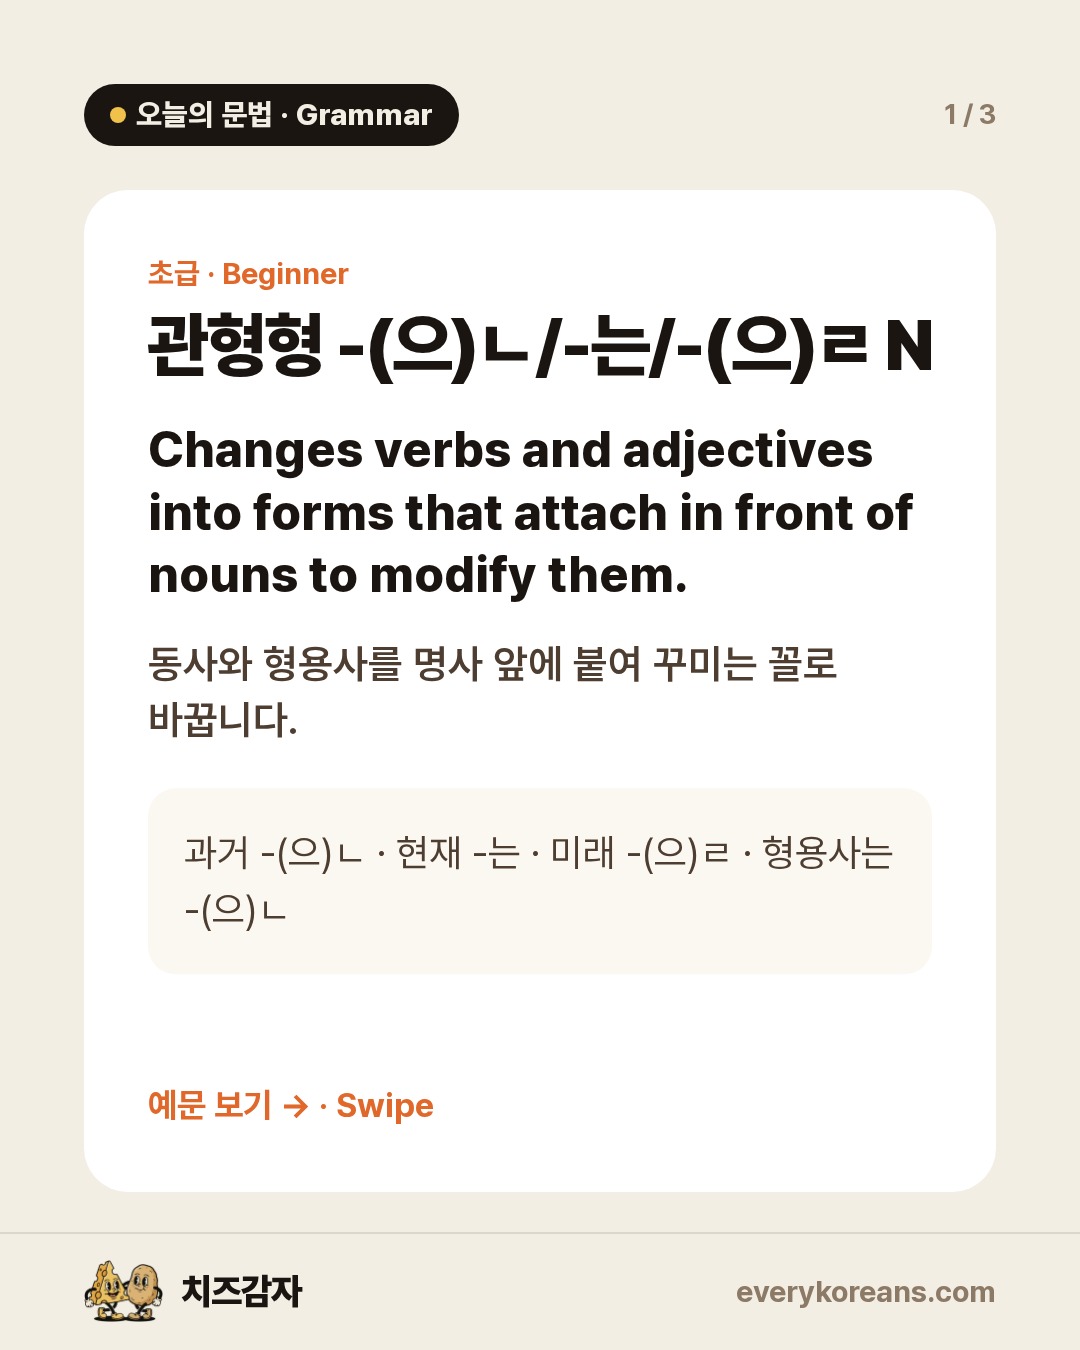 오늘의 문법 · Grammar
1 / 3
초급 · Beginner
관형형 -(으)ㄴ/-는/-(으)ㄹ N
Changes verbs and adjectives
into forms that attach in front of
nouns to modify them.
동사와 형용사를 명사 앞에 붙여 꾸미는 꼴로
바꿉니다.
과거 -(으)ㄴ · 현재 -는 · 미래 -(으)ㄹ · 형용사는
-(으)ㄴ
예문 보기 → · Swipe
치즈감자
everykoreans.com